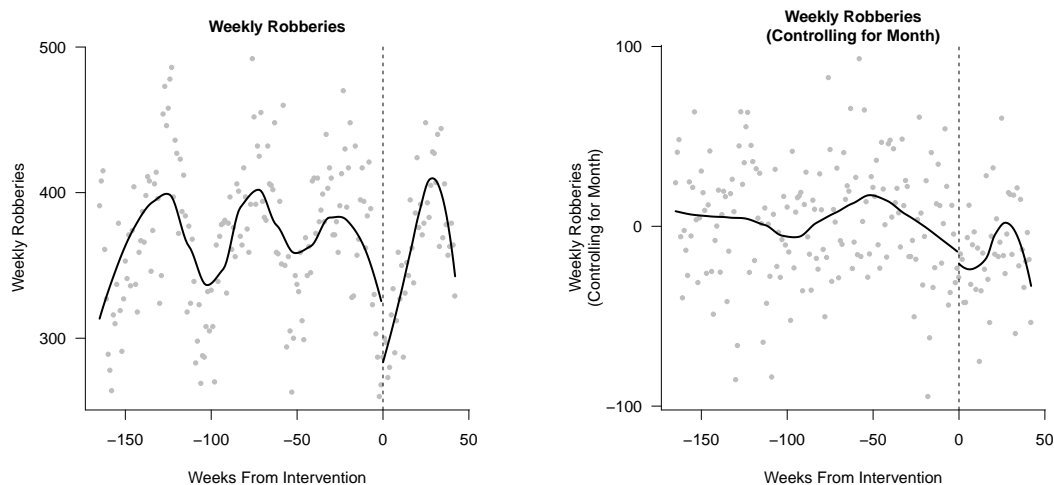 Weekly Robberies
500
400
300
Weekly Robberies
−150
−100
−50
0
50
Weeks From Intervention
Weekly Robberies
(Controlling for Month)
100
0
−100
Weekly Robberies
(Controlling for Month)
−150
−100
−50
0
50
Weeks From Intervention